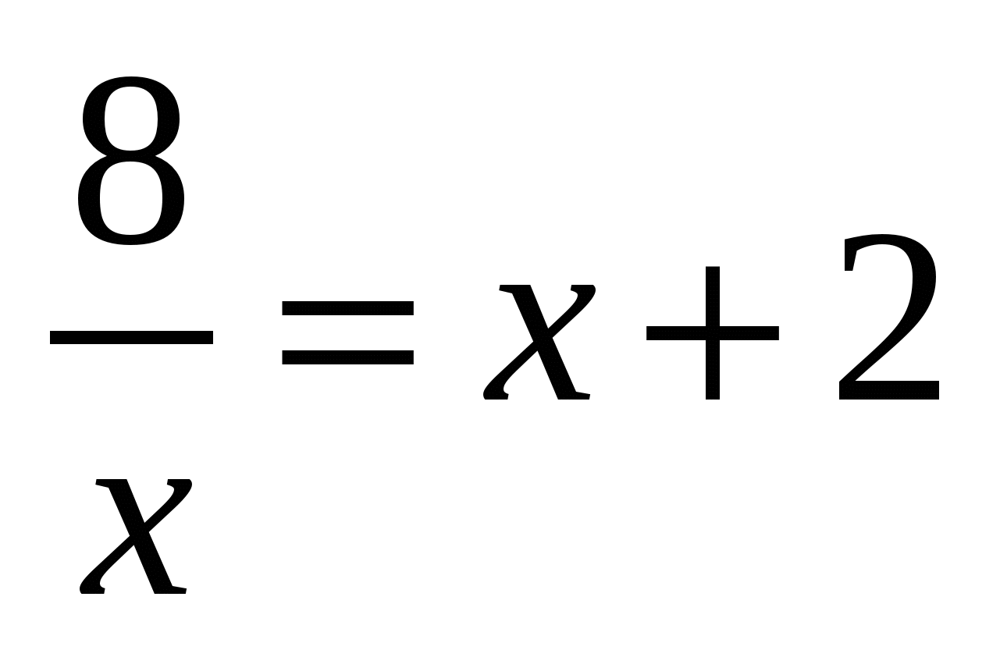 8/x = x + 2